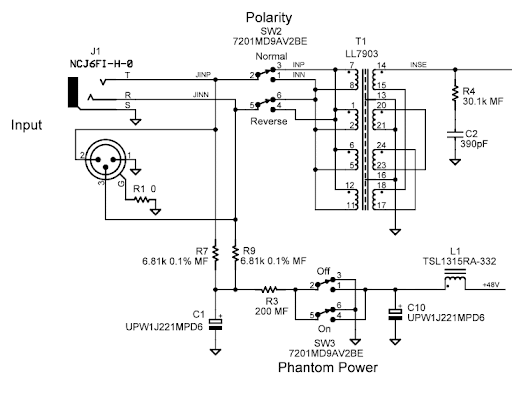 Polarity
SW2
7201MD9AV2BE
T1
LL7903
J1
NCJ6FI-H-0
Normal
T
JINP
2
3
INP
1
INN
7
14
INSE
8
15
R
JINN
6
5
4
13
1
20
R4
30.1k MF
S
Input
Reverse
2
21
C2
390pF
2
1
3
G
6
24
5
23
16
R1 0
12
18
11
17
R7
6.81k 0.1% MF
R9
6.81k 0.1% MF
L1
TSL1315RA-332
Off
3
2
1
+48V
R3
200 MF
6
5
4
C1
+
UPW1J221MPD6
On
C10
+
UPW1J221MPD6
SW3
7201MD9AV2BE
Phantom Power